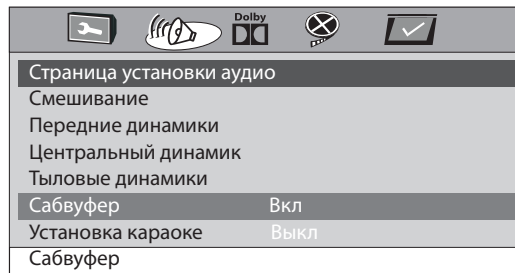 Dolby
Страница установки аудио
Смешивание
Передние динамики
Центральный динамик
Тыловые динамики
Сабвуфер Вкл
Установка караоке Выкл
Сабвуфер